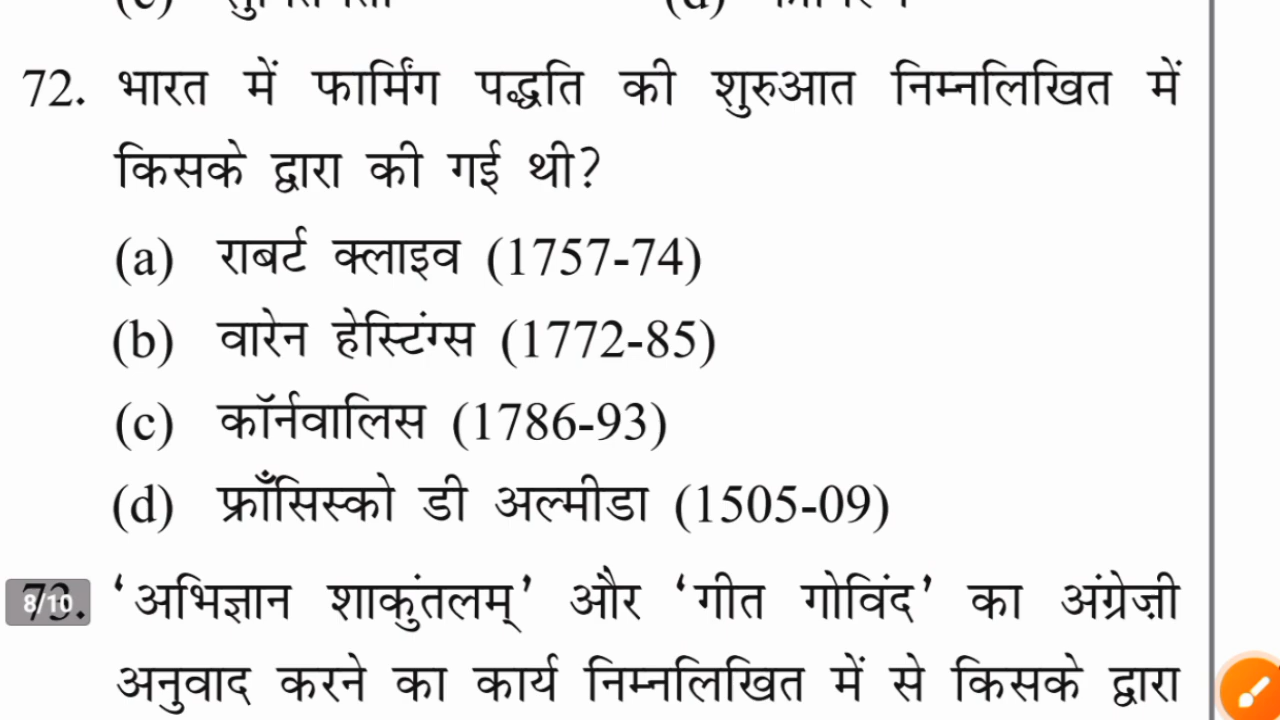 72. भारत में फार्मिंग पद्धति की शुरुआत निम्नलिखित में
किसके द्वारा की गई थी?
(a) राबर्ट क्लाइव (1757-74)
(b) वारेन हेस्टिंग्स (1772-85)
(c) कॉर्नवालिस (1786-93)
(d) फ्राँसिस्को डी अल्मीडा (1505-09)
73. ‘अभिज्ञान शाकुंतलम्’ और ‘गीत गोविंद’ का अंग्रेज़ी
8/10
अनुवाद करने का कार्य निम्नलिखित में से किसके द्वारा